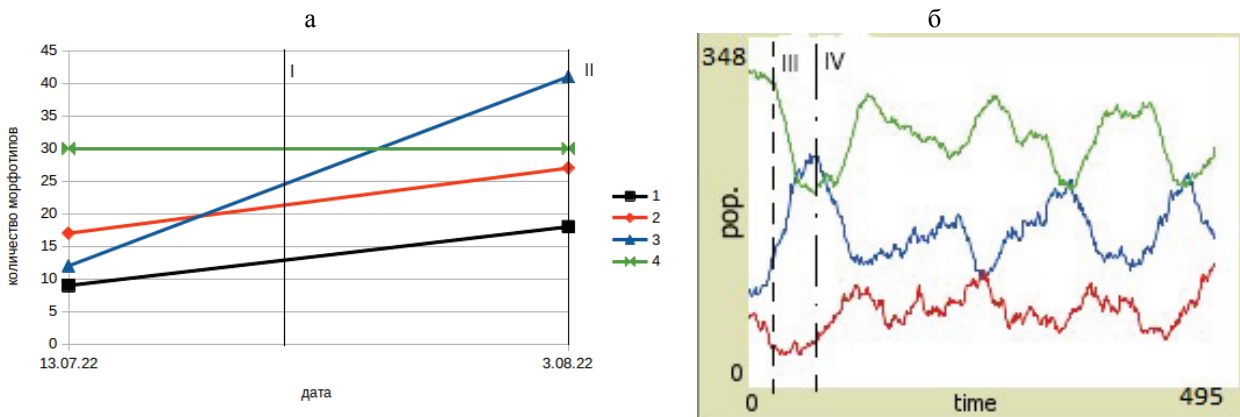 а
45
40
35
30
25
20
15
10
5
0
количество морфотипов
I
II
13.07.22
3.08.22
дата
1
2
3
4
б
348
III
IV
pop.
0
0
time
495